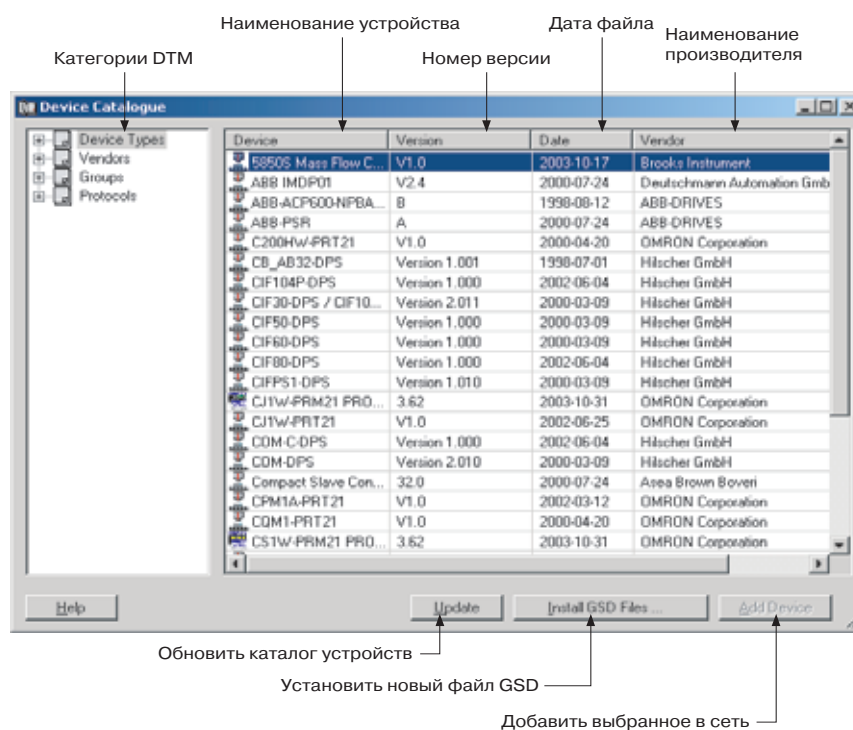 Наименование устройства
Дата файла
Наименование производителя
Категории DTM
Номер версии
Device Catalogue
Device Types
Vendors
Groups
Protocols
Device Version Date Vendor
5850S Mass Flow C... V1.0 2003-10-17 Brooks Instrument
ABB IMDP01 V2.4 2000-07-24 Deutschmann Automation Gmb
ABB-ACP600-NPBA... B 1998-08-12 ABB-DRIVES
ABB-PSR A 2000-07-24 ABB-DRIVES
C200HW-PRT21 V1.0 2000-04-20 OMRON Corporation
CB_AB32-DPS Version 1.001 1998-07-01 Hilscher GmbH
CIF104P-DPS Version 1.000 2002-06-04 Hilscher GmbH
CIF30-DPS / CIF10... Version 2.011 2000-03-09 Hilscher GmbH
CIF50-DPS Version 1.000 2000-03-09 Hilscher GmbH
CIF60-DPS Version 1.000 2000-03-09 Hilscher GmbH
CIF80-DPS Version 1.000 2002-06-04 Hilscher GmbH
CIFPS1-DPS Version 1.010 2000-03-09 Hilscher GmbH
CJ1W-PRM21 PRO... 3.62 2003-10-31 OMRON Corporation
CJ1W-PRT21 V1.0 2002-06-25 OMRON Corporation
COM-C-DPS Version 1.000 2002-06-04 Hilscher GmbH
COM-DPS Version 2.010 2000-03-09 Hilscher GmbH
Compact Slave Con... 32.0 2000-07-24 Asea Brown Boveri
CPM1A-PRT21 V1.0 2002-03-12 OMRON Corporation
CQM1-PRT21 V1.0 2000-04-20 OMRON Corporation
CS1W-PRM21 PRO... 3.62 2003-10-31 OMRON Corporation
Help Update Install GSD Files ... Add Device
Обновить каталог устройств
Установить новый файл GSD
Добавить выбранное в сеть